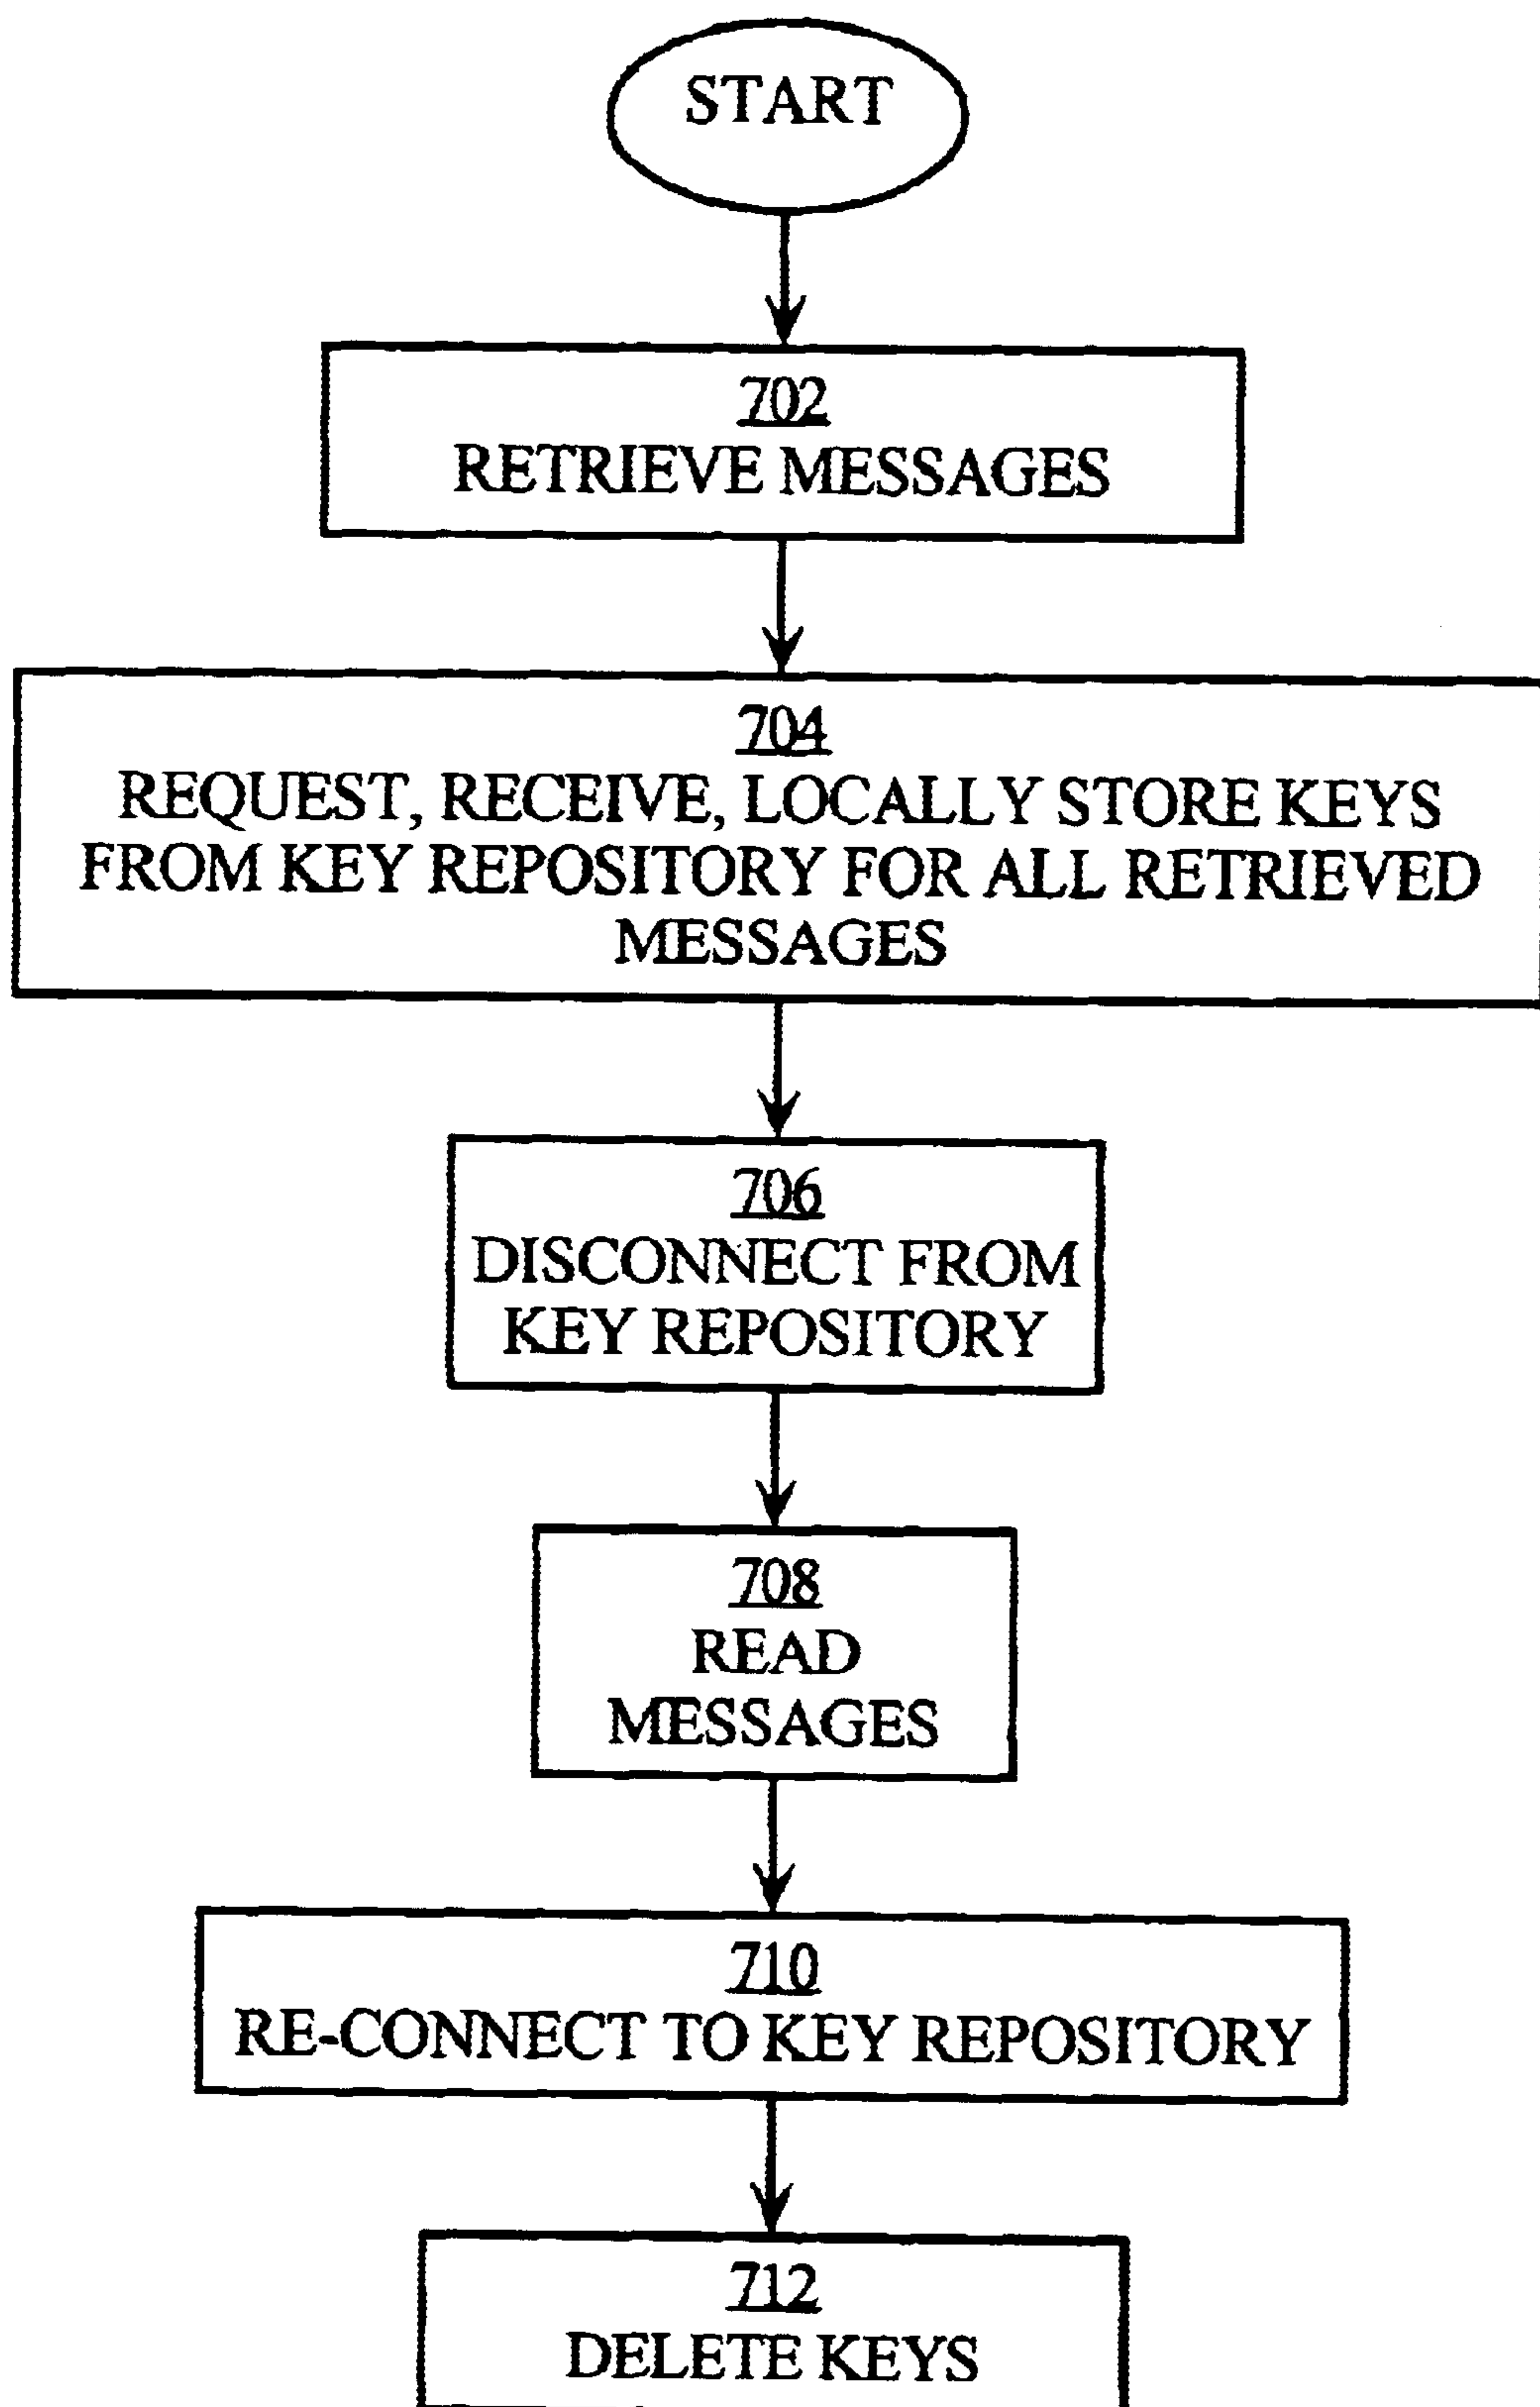 START
702
RETRIEVE MESSAGES
704
REQUEST, RECEIVE, LOCALLY STORE KEYS
FROM KEY REPOSITORY FOR ALL RETRIEVED
MESSAGES
706
DISCONNECT FROM
KEY REPOSITORY
708
READ
MESSAGES
710
RE-CONNECT TO KEY REPOSITORY
712
DELETE KEYS